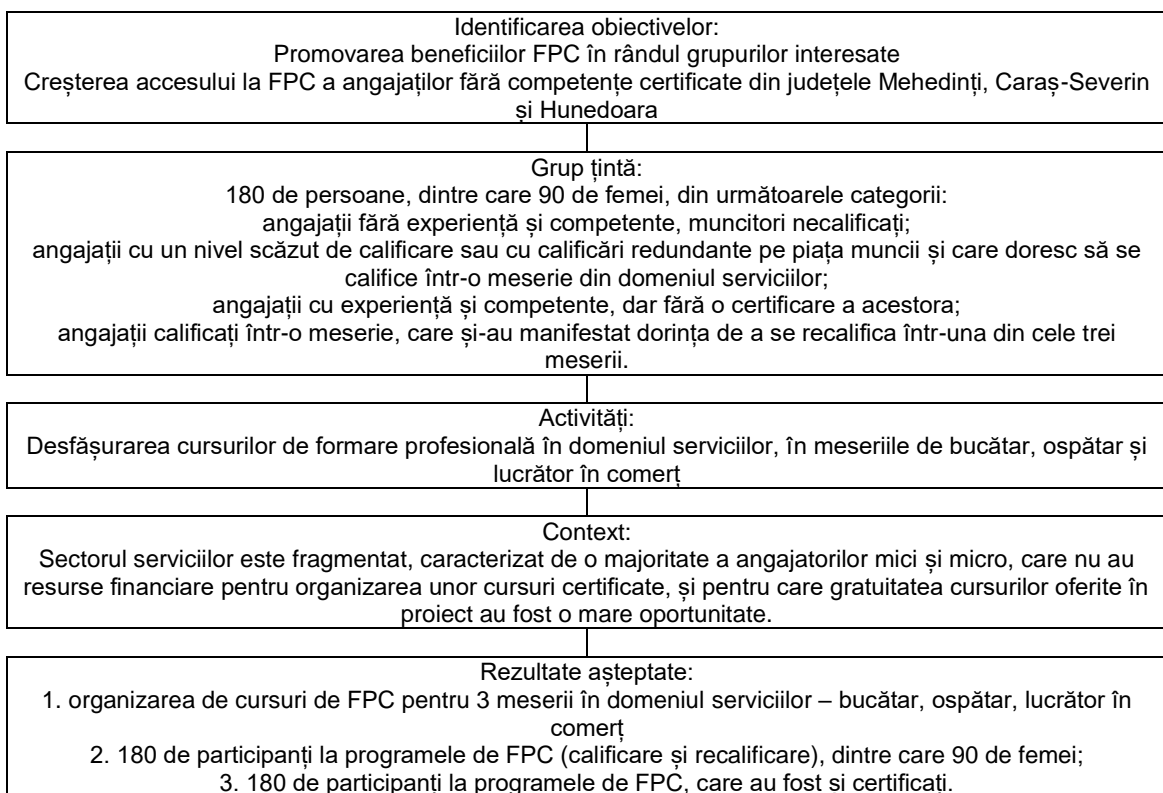 Identificarea obiectivelor:
Promovarea beneficiilor FPC în rândul grupurilor interesate
Creșterea accesului la FPC a angajaților fără competențe certificate din județele Mehedinți, Caraș-Severin
și Hunedoara
Grup țintă:
180 de persoane, dintre care 90 de femei, din următoarele categorii:
angajații fără experiență și competente, muncitori necalificați;
angajații cu un nivel scăzut de calificare sau cu calificări redundante pe piața muncii și care doresc să se
califice într-o meserie din domeniul serviciilor;
angajații cu experiență și competente, dar fără o certificare a acestora;
angajații calificați într-o meserie, care și-au manifestat dorința de a se recalifica într-una din cele trei
meserii.
Activități:
Desfășurarea cursurilor de formare profesională în domeniul serviciilor, în meseriile de bucătar, ospătar și
lucrător în comerț
Context:
Sectorul serviciilor este fragmentat, caracterizat de o majoritate a angajatorilor mici și micro, care nu au
resurse financiare pentru organizarea unor cursuri certificate, și pentru care gratuitatea cursurilor oferite în
proiect au fost o mare oportunitate.
Rezultate așteptate:
1. organizarea de cursuri de FPC pentru 3 meserii în domeniul serviciilor – bucătar, ospătar, lucrător în
comerț
2. 180 de participanți la programele de FPC (calificare și recalificare), dintre care 90 de femei;
3. 180 de participanți la programele de FPC, care au fost și certificați.